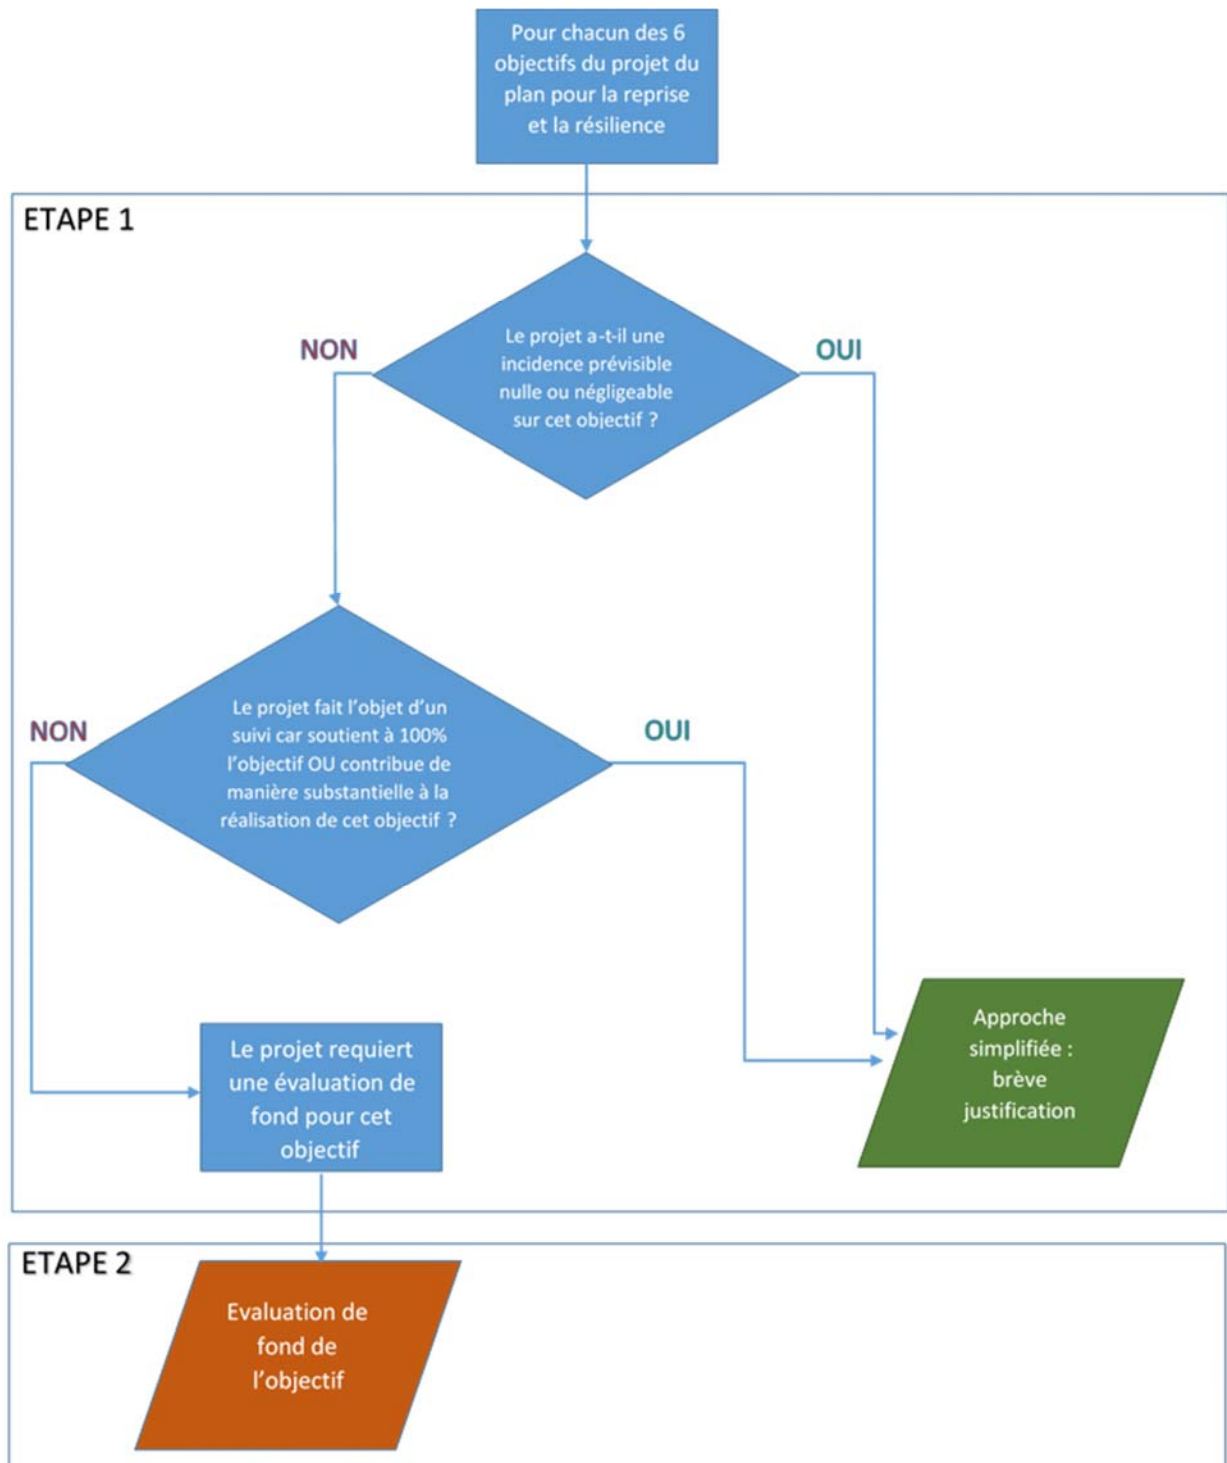 Pour chacun des 6
objectifs du projet du
plan pour la reprise
et la résilience
ETAPE 1
Le projet a-t-il une
incidence prévisible
nulle ou négligeable
sur cet objectif ?
NON
OUI
Le projet fait l’objet d’un
suivi car soutient à 100%
l’objectif OU contribue de
manière substantielle à la
réalisation de cet objectif ?
NON
OUI
Le projet requiert
une évaluation de
fond pour cet
objectif
Approche
simplifiée :
brève
justification
ETAPE 2
Evaluation de
fond de
l’objectif